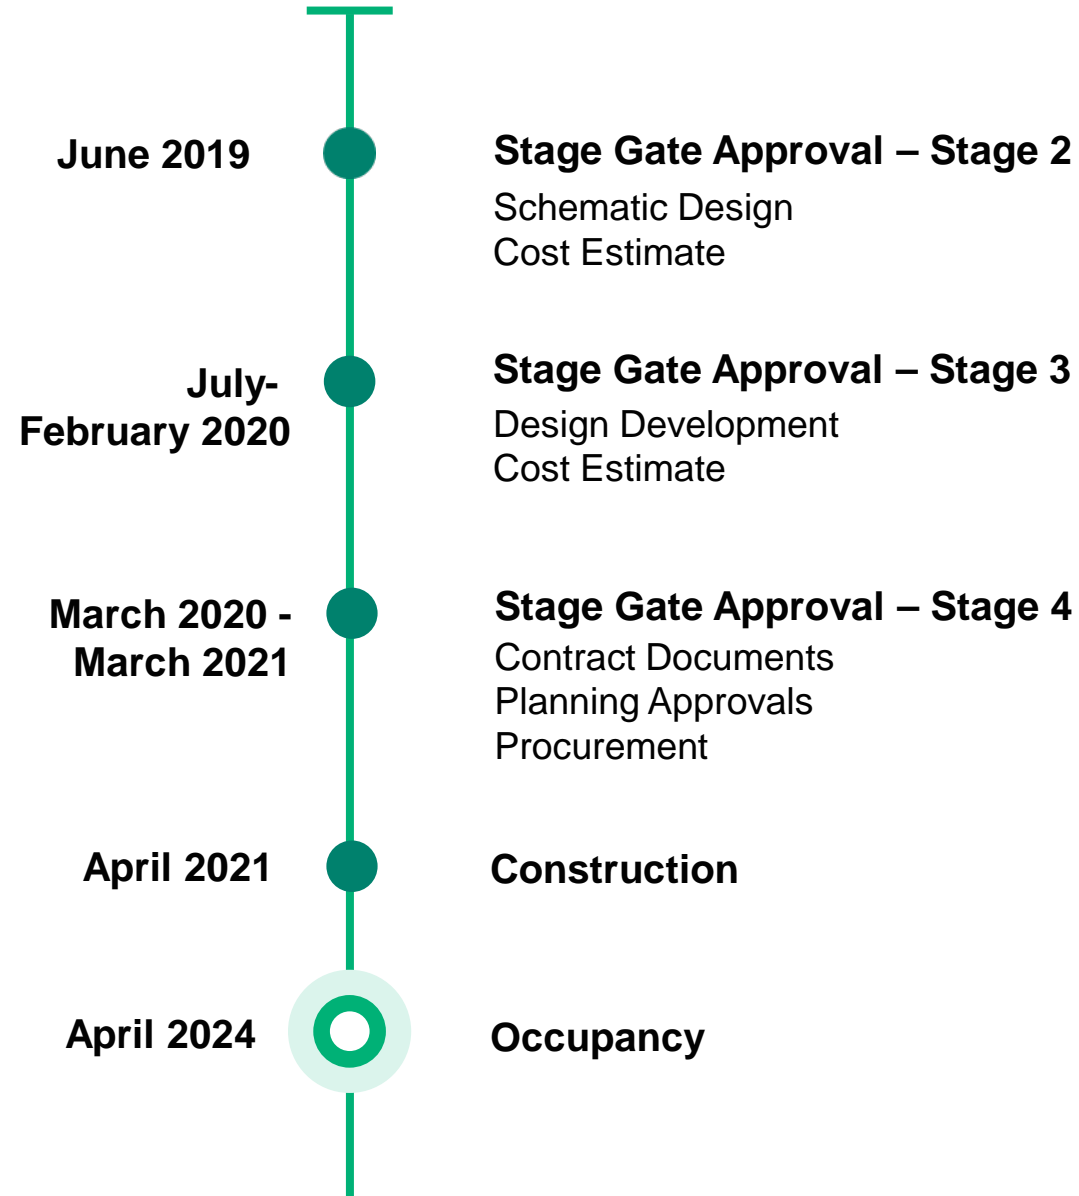 June 2019
Stage Gate Approval – Stage 2
Schematic Design
Cost Estimate
July-
February 2020
Stage Gate Approval – Stage 3
Design Development
Cost Estimate
March 2020 -
March 2021
Stage Gate Approval – Stage 4
Contract Documents
Planning Approvals
Procurement
April 2021
Construction
April 2024
Occupancy